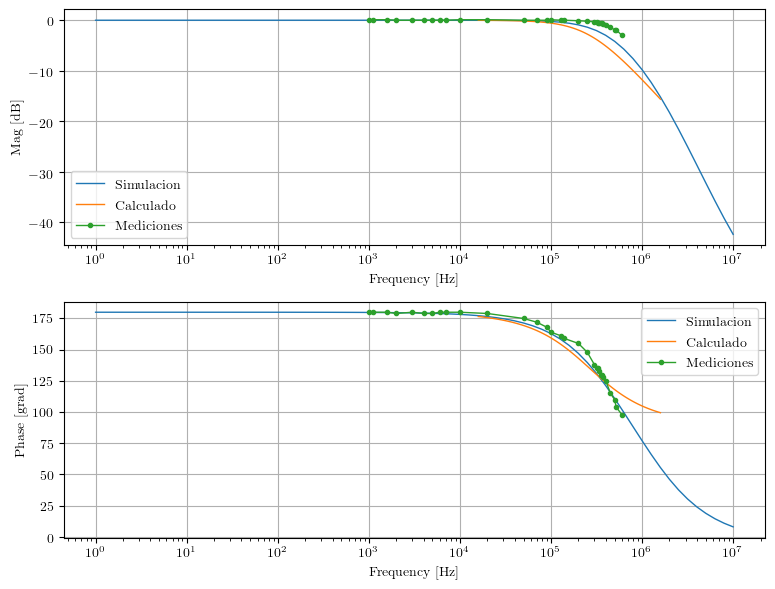 0
−10
−20
−30
−40
Mag [dB]
Simulacion
Calculado
Mediciones
10^0 10^1 10^2 10^3 10^4 10^5 10^6 10^7
Frequency [Hz]
175
150
125
100
75
50
25
0
Phase [grad]
Simulacion
Calculado
Mediciones
10^0 10^1 10^2 10^3 10^4 10^5 10^6 10^7
Frequency [Hz]